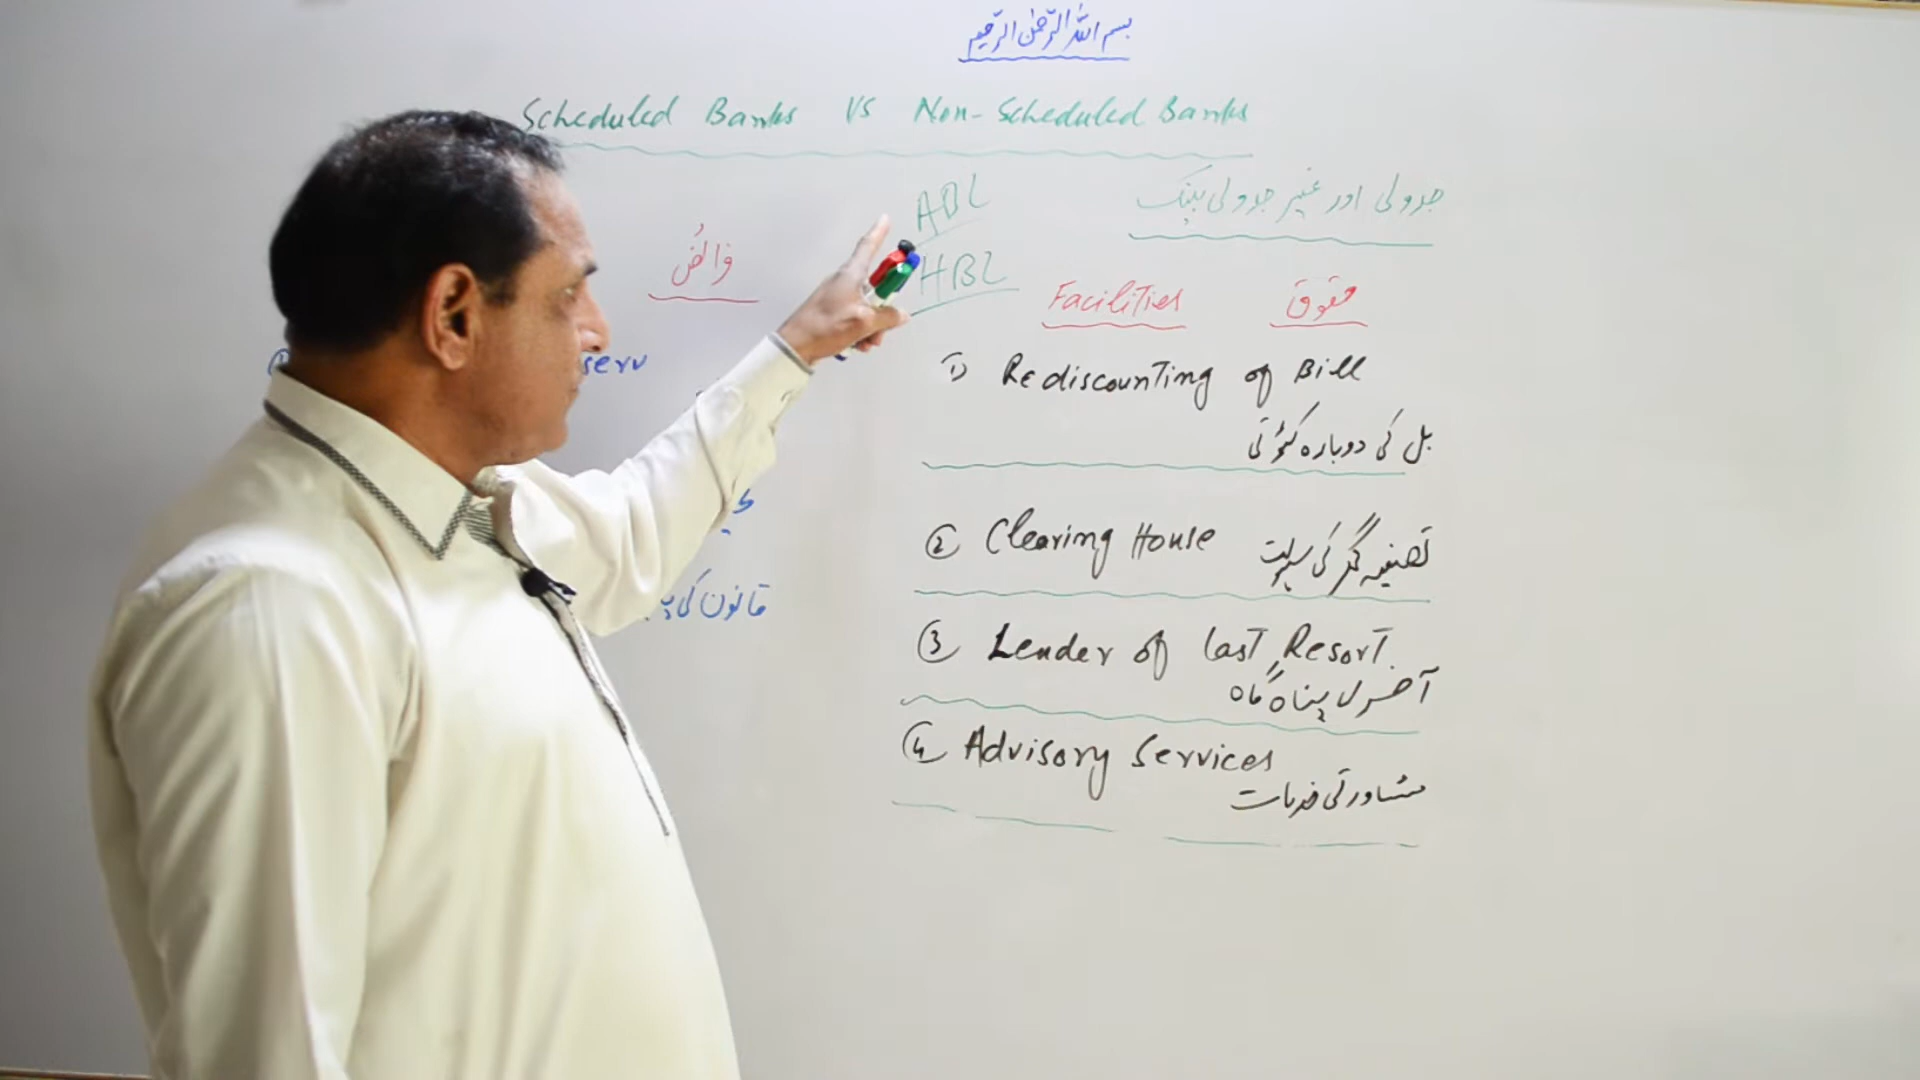 بسم اللہ الرحمٰن الرحیم
Scheduled Banks VS Non-Scheduled Banks
جدولی اور غیر جدولی بینک
ABL
HBL
فرائض
Facilities حقوق
① serv
1) Rediscounting of Bill
بل کی دوبارہ کٹوتی
② Clearing House تصفیہ گھر کی سہولت
قانون کی
③ Lender of Last Resort.
آخری پناہ گاہ
④ Advisory Services
مشاورتی خدمات